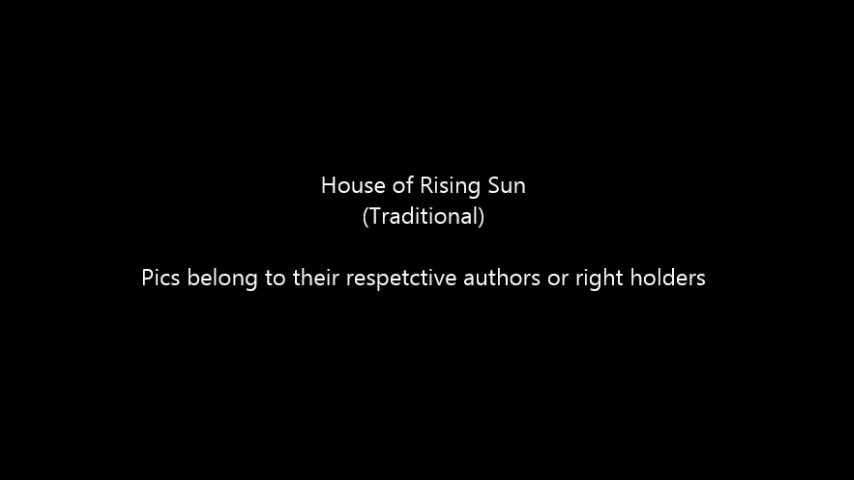 House of Rising Sun
(Traditional)
Pics belong to their respetctive authors or right holders